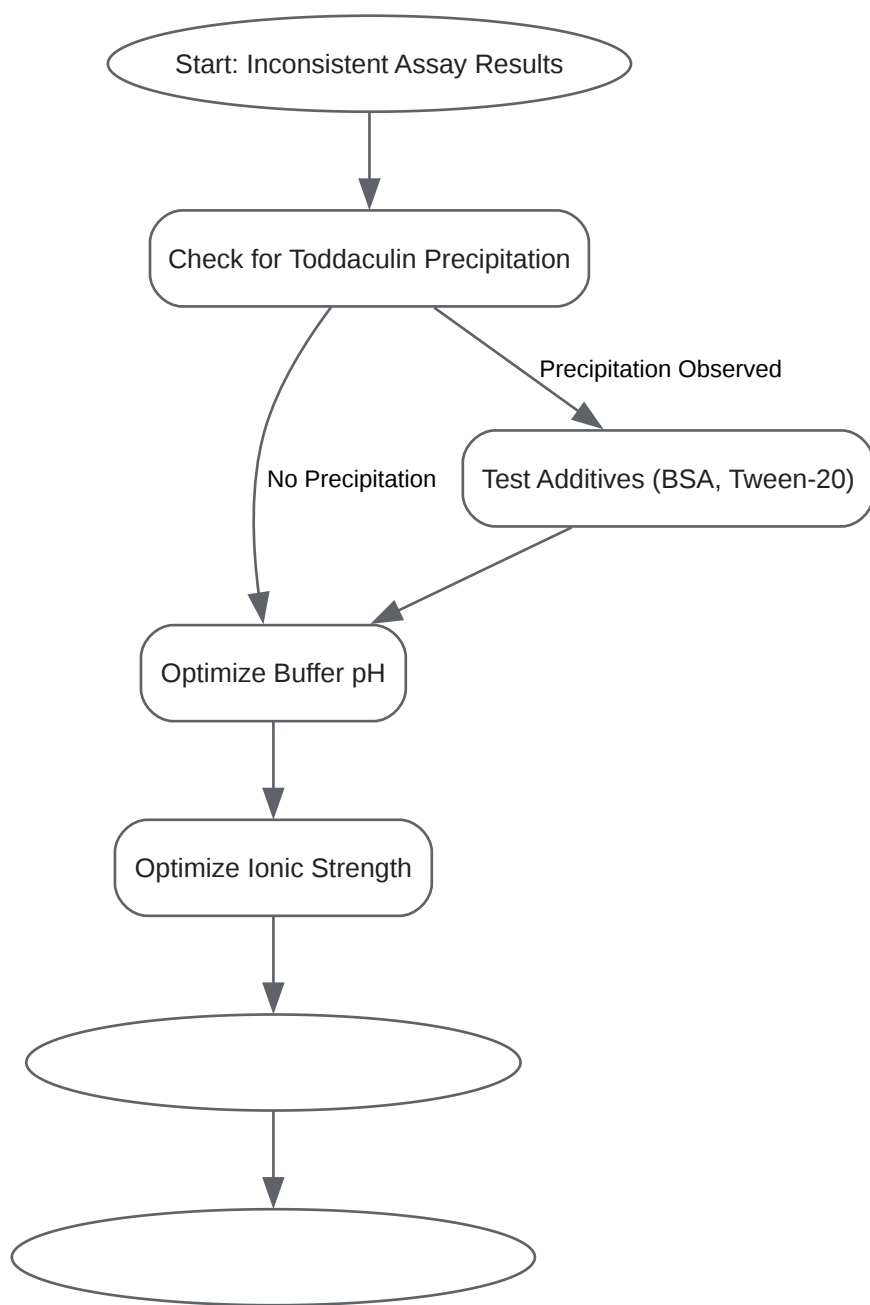 Start: Inconsistent Assay Results
Check for Toddaculin Precipitation
Precipitation Observed
No Precipitation
Test Additives (BSA, Tween-20)
Optimize Buffer pH
Optimize Ionic Strength